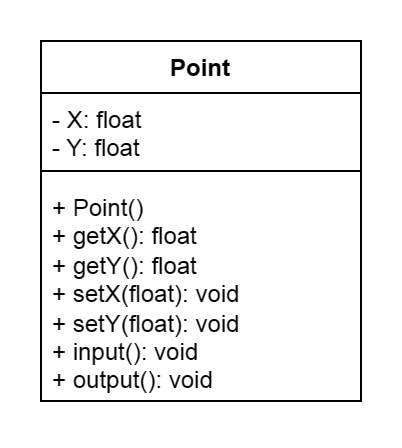 Point
- X: float
- Y: float
+ Point()
+ getX(): float
+ getY(): float
+ setX(float): void
+ setY(float): void
+ input(): void
+ output(): void